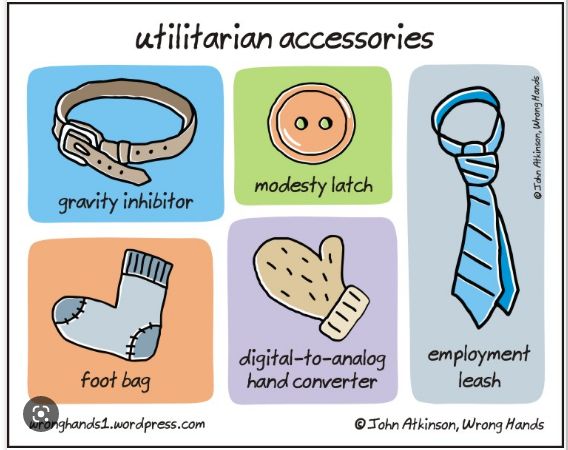 utilitarian accessories
gravity inhibitor
modesty latch
© John Atkinson, Wrong Hands
foot bag
digital-to-analog
hand converter
employment
leash
wronghands1.wordpress.com
© John Atkinson, Wrong Hands